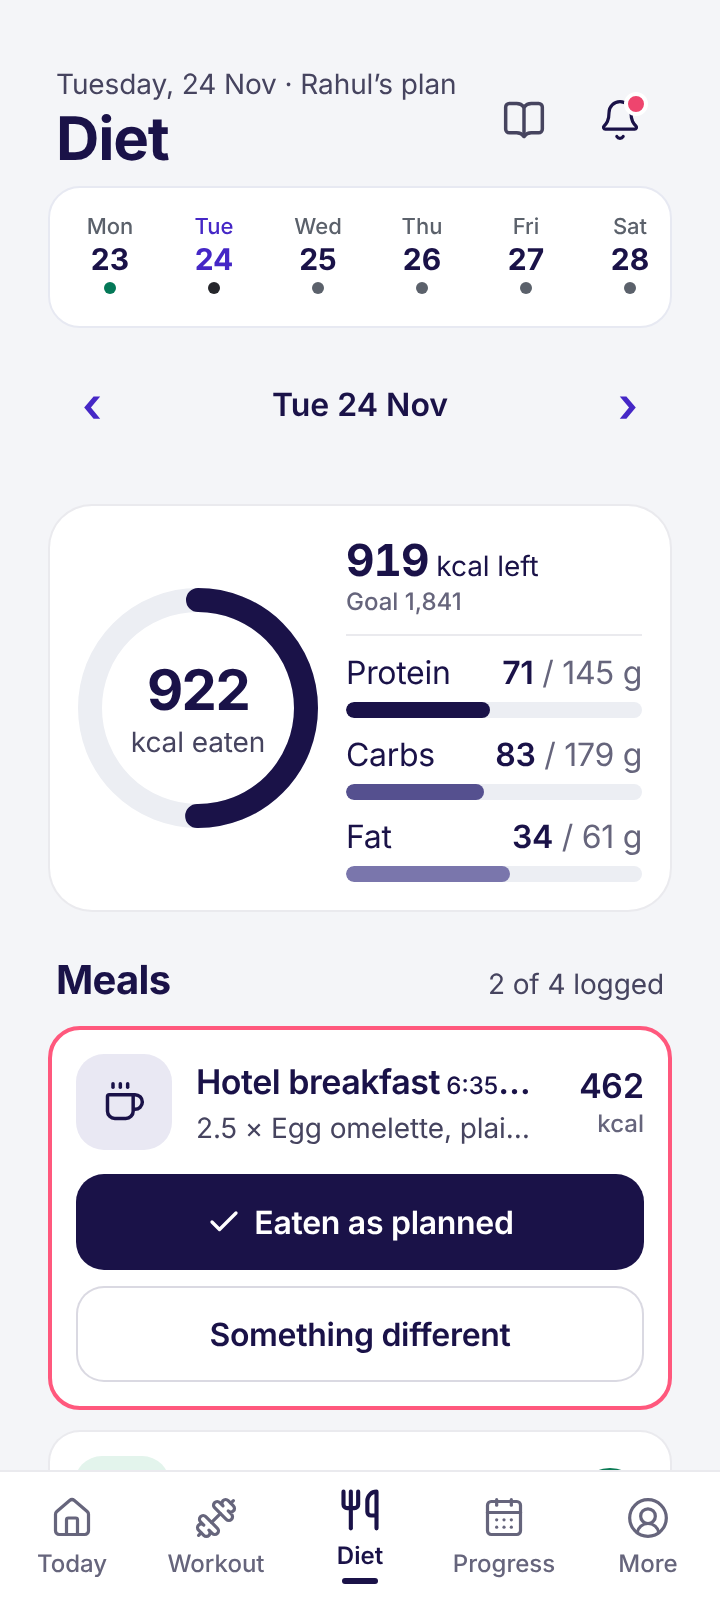 Tuesday, 24 Nov · Rahul’s plan
Diet
Mon Tue Wed Thu Fri Sat
23 24 25 26 27 28
‹ Tue 24 Nov ›
922
kcal eaten
919 kcal left
Goal 1,841
Protein 71 / 145 g
Carbs 83 / 179 g
Fat 34 / 61 g
Meals 2 of 4 logged
Hotel breakfast 6:35… 462
2.5 × Egg omelette, plai… kcal
Eaten as planned
Something different
Today Workout Diet Progress More